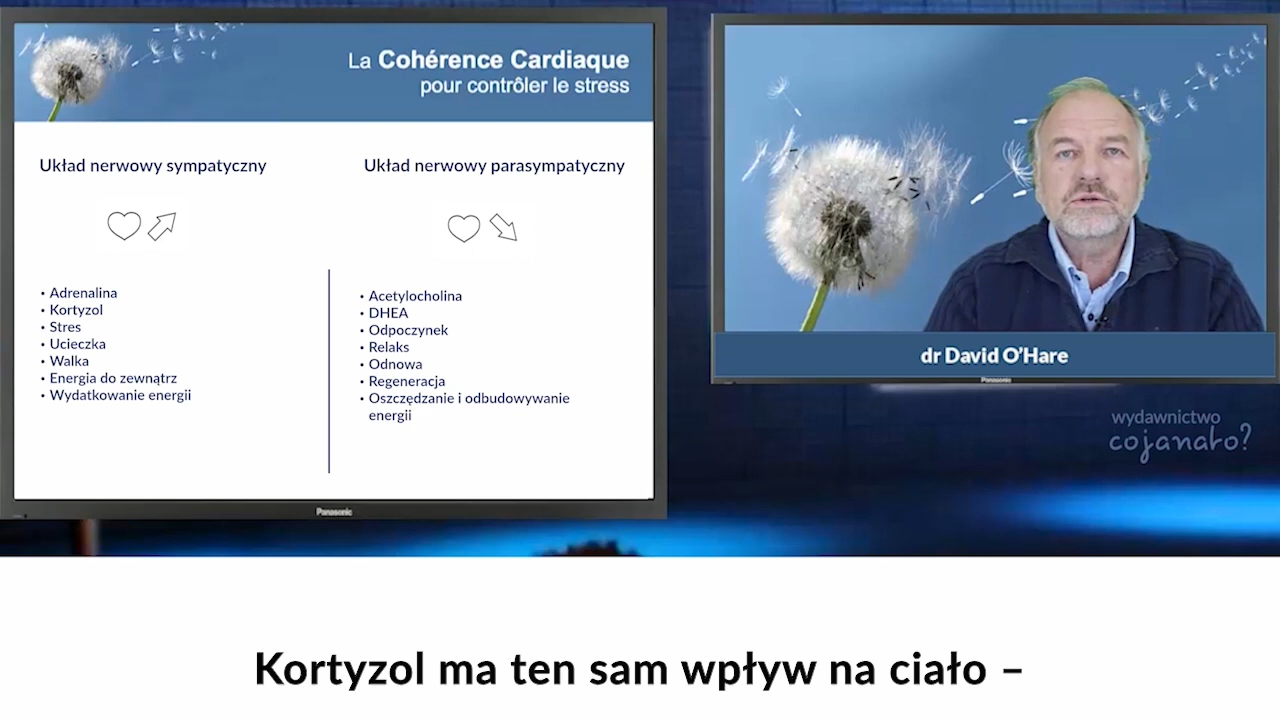 La Cohérence Cardiaque
pour contrôler le stress
Układ nerwowy sympatyczny
• Adrenalina
• Kortyzol
• Stres
• Ucieczka
• Walka
• Energia do zewnątrz
• Wydatkowanie energii
Układ nerwowy parasympatyczny
• Acetylocholina
• DHEA
• Odpoczynek
• Relaks
• Odnowa
• Regeneracja
• Oszczędzanie i odbudowywanie
energii
Panasonic
dr David O'Hare
Panasonic
wydawnictwo
cojanato?
Kortyzol ma ten sam wpływ na ciało –